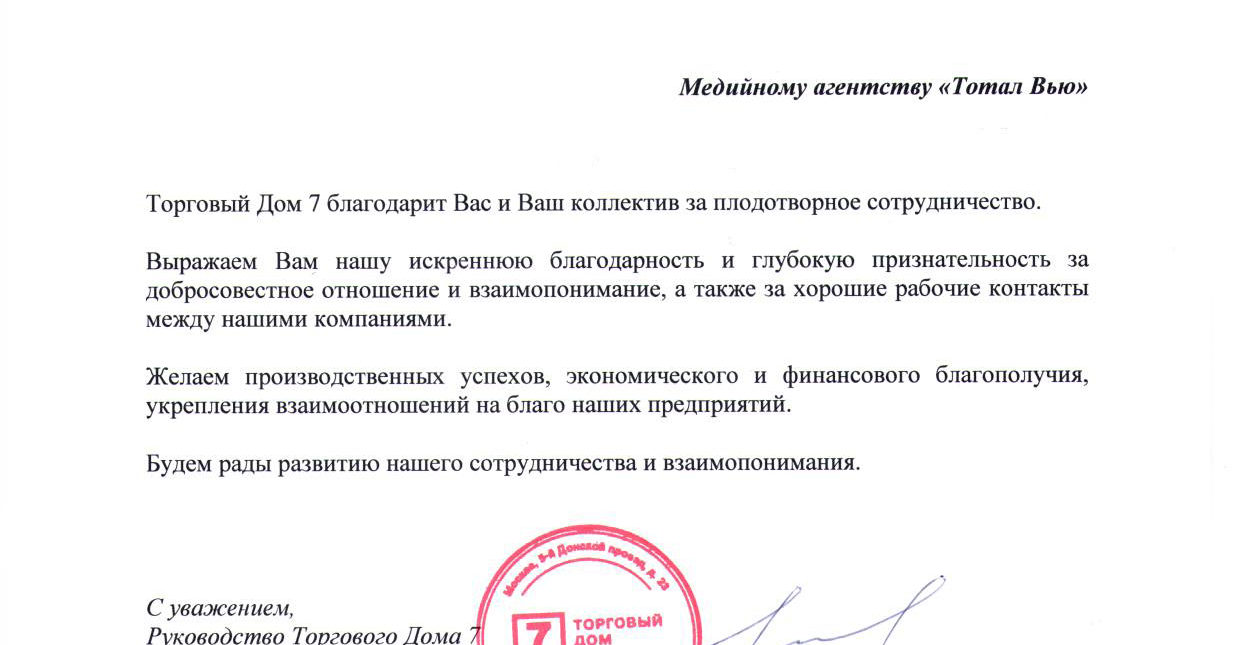 Медийному агентству «Тотал Вью»
Торговый Дом 7 благодарит Вас и Ваш коллектив за плодотворное сотрудничество.
Выражаем Вам нашу искреннюю благодарность и глубокую признательность за
добросовестное отношение и взаимопонимание, а также за хорошие рабочие контакты
между нашими компаниями.
Желаем производственных успехов, экономического и финансового благополучия,
укрепления взаимоотношений на благо наших предприятий.
Будем рады развитию нашего сотрудничества и взаимопонимания.
С уважением,
Руководство Торгового Дома 7
Москва, 5-й Донской проезд, д. 23
7
ТОРГОВЫЙ
ДОМ